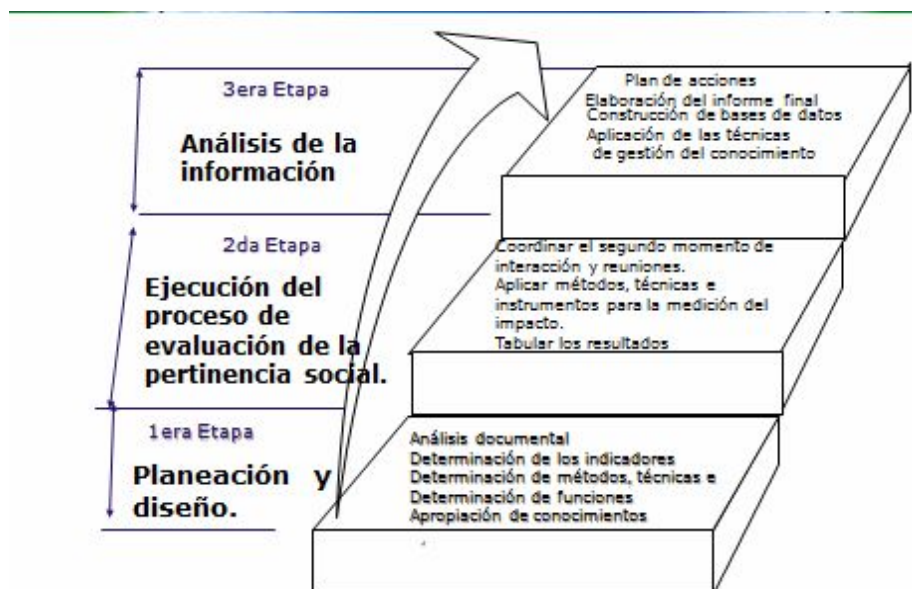 3era Etapa
Análisis de la
información
Plan de acciones
Elaboración del informe final
Construcción de bases de datos
Aplicación de las técnicas
de gestión del conocimiento
2da Etapa
Ejecución del
proceso de
evaluación de la
pertinencia social.
Coordinar el segundo momento de
interacción y reuniones.
Aplicar métodos, técnicas e
instrumentos para la medición del
impacto.
Tabular los resultados
1era Etapa
Planeación y
diseño.
Análisis documental
Determinación de los indicadores
Determinación de métodos, técnicas e
Determinación de funciones
Apropiación de conocimientos